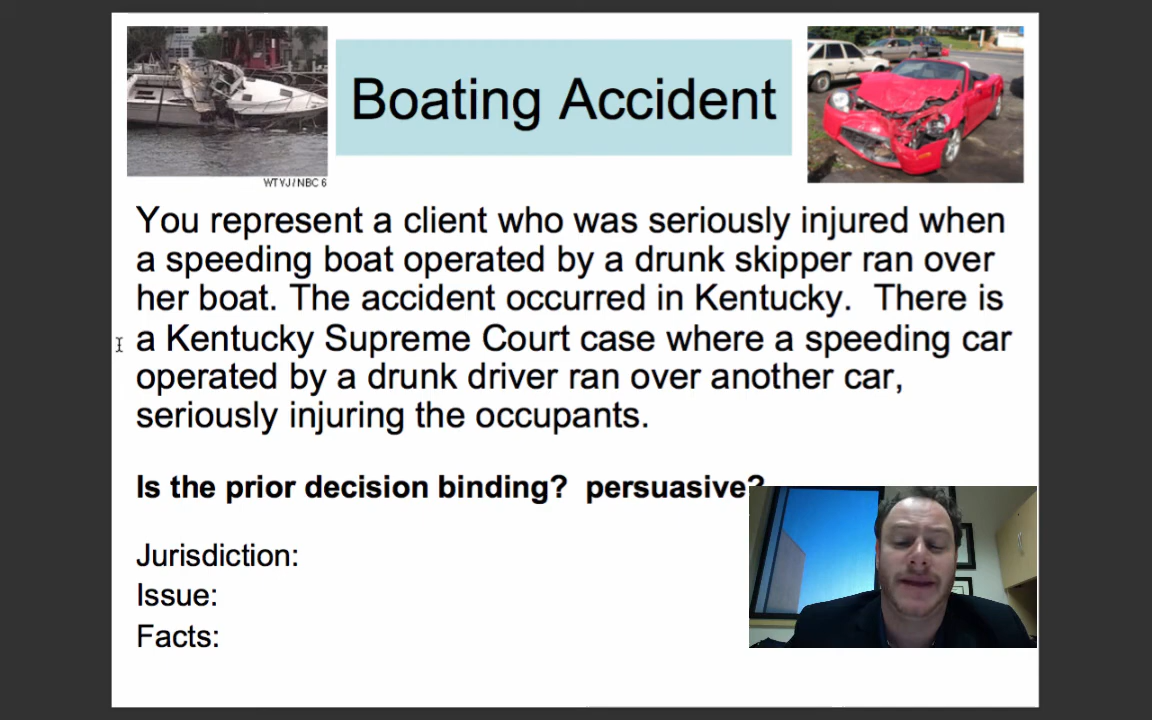 Boating Accident
WTVJ/NBC 6
You represent a client who was seriously injured when
a speeding boat operated by a drunk skipper ran over
her boat. The accident occurred in Kentucky. There is
a Kentucky Supreme Court case where a speeding car
operated by a drunk driver ran over another car,
seriously injuring the occupants.
Is the prior decision binding? persuasive?
Jurisdiction:
Issue:
Facts: